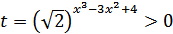 t = (√2)^(x³−3x²+4) > 0